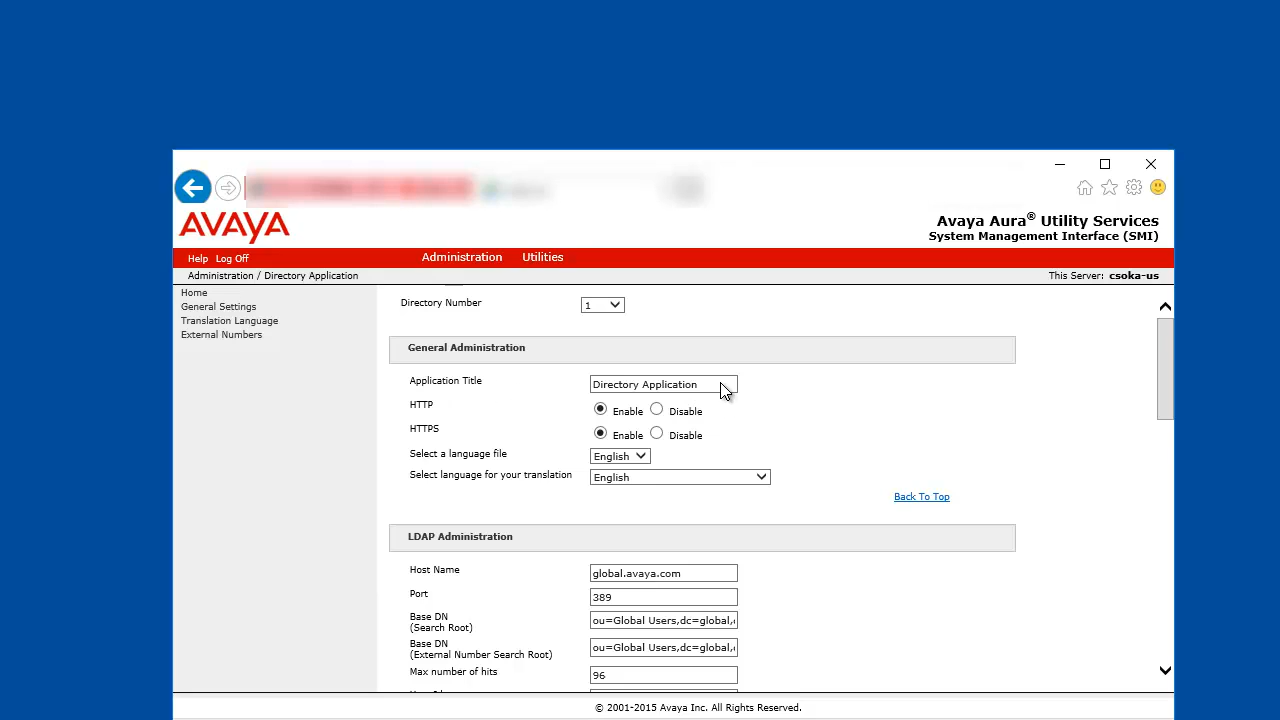 AVAYA
Avaya Aura® Utility Services
System Management Interface (SMI)
Help Log Off Administration Utilities
Administration / Directory Application This Server: csoka-us
Home
General Settings
Translation Language
External Numbers
Directory Number 1
General Administration
Application Title Directory Application
HTTP Enable Disable
HTTPS Enable Disable
Select a language file English
Select language for your translation English
Back To Top
LDAP Administration
Host Name global.avaya.com
Port 389
Base DN
(Search Root) ou=Global Users,dc=global,
Base DN
(External Number Search Root) ou=Global Users,dc=global,
Max number of hits 96
© 2001-2015 Avaya Inc. All Rights Reserved.